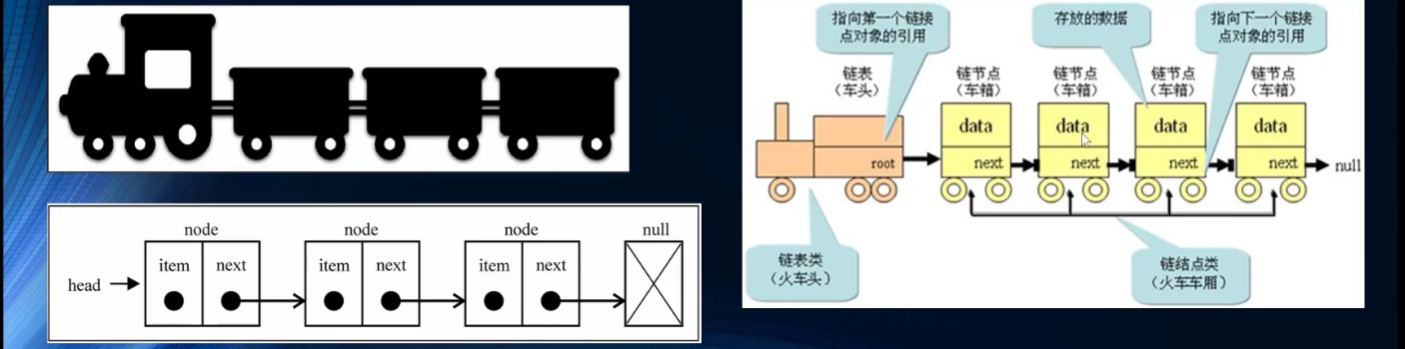 node
node
node
null
head
item
next
item
next
item
next
指向第一个链接
点对象的引用
存放的数据
指向下一个链接
点对象的引用
链表
（车头）
链节点
（车箱）
链节点
（车箱）
链节点
（车箱）
链节点
（车箱）
data
data
data
data
root
next
next
next
next
null
链表类
（火车头）
链结点类
（火车车厢）